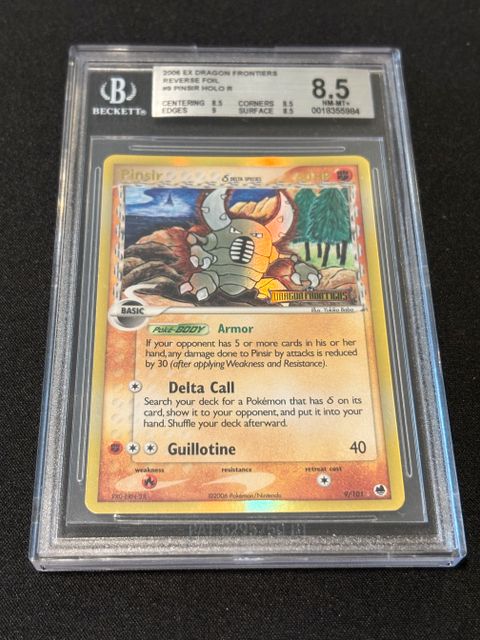 2006 EX DRAGON FRONTIERS
REVERSE FOIL
#9 PINSIR HOLO R
CENTERING 8.5 CORNERS 8.5
EDGES 9 SURFACE 8.5
8.5
NM-MT+
0018355984
B
BECKETT®
Pinsir
δ DELTA SPECIES
DRAGON FRONTIERS
Illus. Yukiko Baba
BASIC
Poké-BODY Armor
If your opponent has 5 or more cards in his or her
hand, any damage done to Pinsir by attacks is reduced
by 30 (after applying Weakness and Resistance).
Delta Call
Search your deck for a Pokémon that has δ on its
card, show it to your opponent, and put it into your
hand. Shuffle your deck afterward.
Guillotine 40
weakness resistance retreat cost
©2006 Pokémon/Nintendo
9/101